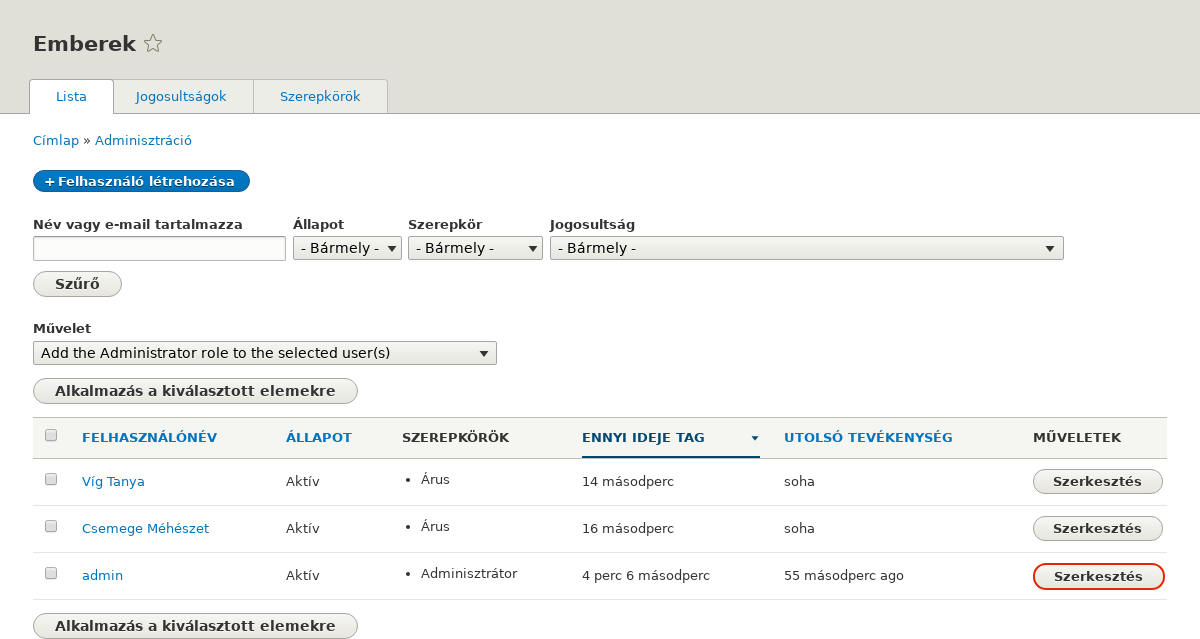 Emberek
Lista Jogosultságok Szerepkörök
Címlap » Adminisztráció
+ Felhasználó létrehozása
Név vagy e-mail tartalmazza Állapot Szerepkör Jogosultság
- Bármely - - Bármely - - Bármely -
Szűrő
Művelet
Add the Administrator role to the selected user(s)
Alkalmazás a kiválasztott elemekre
FELHASZNÁLÓNÉV ÁLLAPOT SZEREPKÖRÖK ENNYI IDEJE TAG UTOLSÓ TEVÉKENYSÉG MŰVELETEK
Víg Tanya Aktív • Árus 14 másodperc soha Szerkesztés
Csemege Méhészet Aktív • Árus 16 másodperc soha Szerkesztés
admin Aktív • Adminisztrátor 4 perc 6 másodperc 55 másodperc ago Szerkesztés
Alkalmazás a kiválasztott elemekre